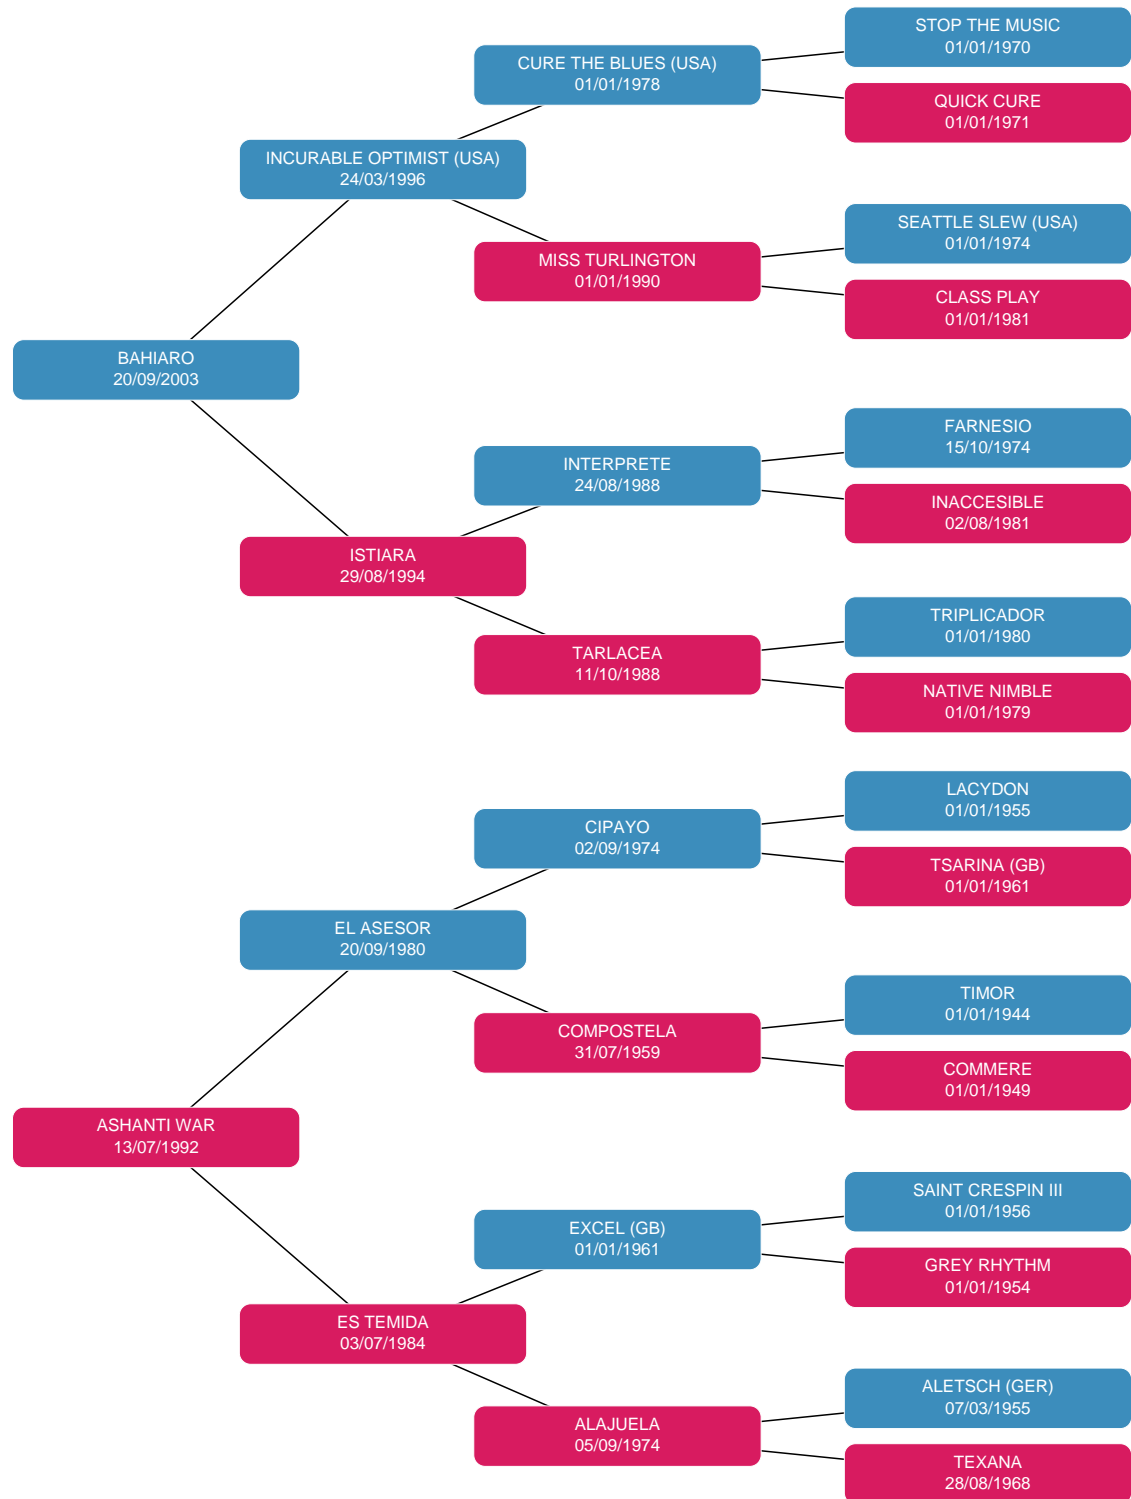 STOP THE MUSIC
01/01/1970
CURE THE BLUES (USA)
01/01/1978
QUICK CURE
01/01/1971
INCURABLE OPTIMIST (USA)
24/03/1996
SEATTLE SLEW (USA)
01/01/1974
MISS TURLINGTON
01/01/1990
CLASS PLAY
01/01/1981
BAHIARO
20/09/2003
FARNESIO
15/10/1974
INTERPRETE
24/08/1988
INACCESIBLE
02/08/1981
ISTIARA
29/08/1994
TRIPLICADOR
01/01/1980
TARLACEA
11/10/1988
NATIVE NIMBLE
01/01/1979
LACYDON
01/01/1955
CIPAYO
02/09/1974
TSARINA (GB)
01/01/1961
EL ASESOR
20/09/1980
TIMOR
01/01/1944
COMPOSTELA
31/07/1959
COMMERE
01/01/1949
ASHANTI WAR
13/07/1992
SAINT CRESPIN III
01/01/1956
EXCEL (GB)
01/01/1961
GREY RHYTHM
01/01/1954
ES TEMIDA
03/07/1984
ALETSCH (GER)
07/03/1955
ALAJUELA
05/09/1974
TEXANA
28/08/1968